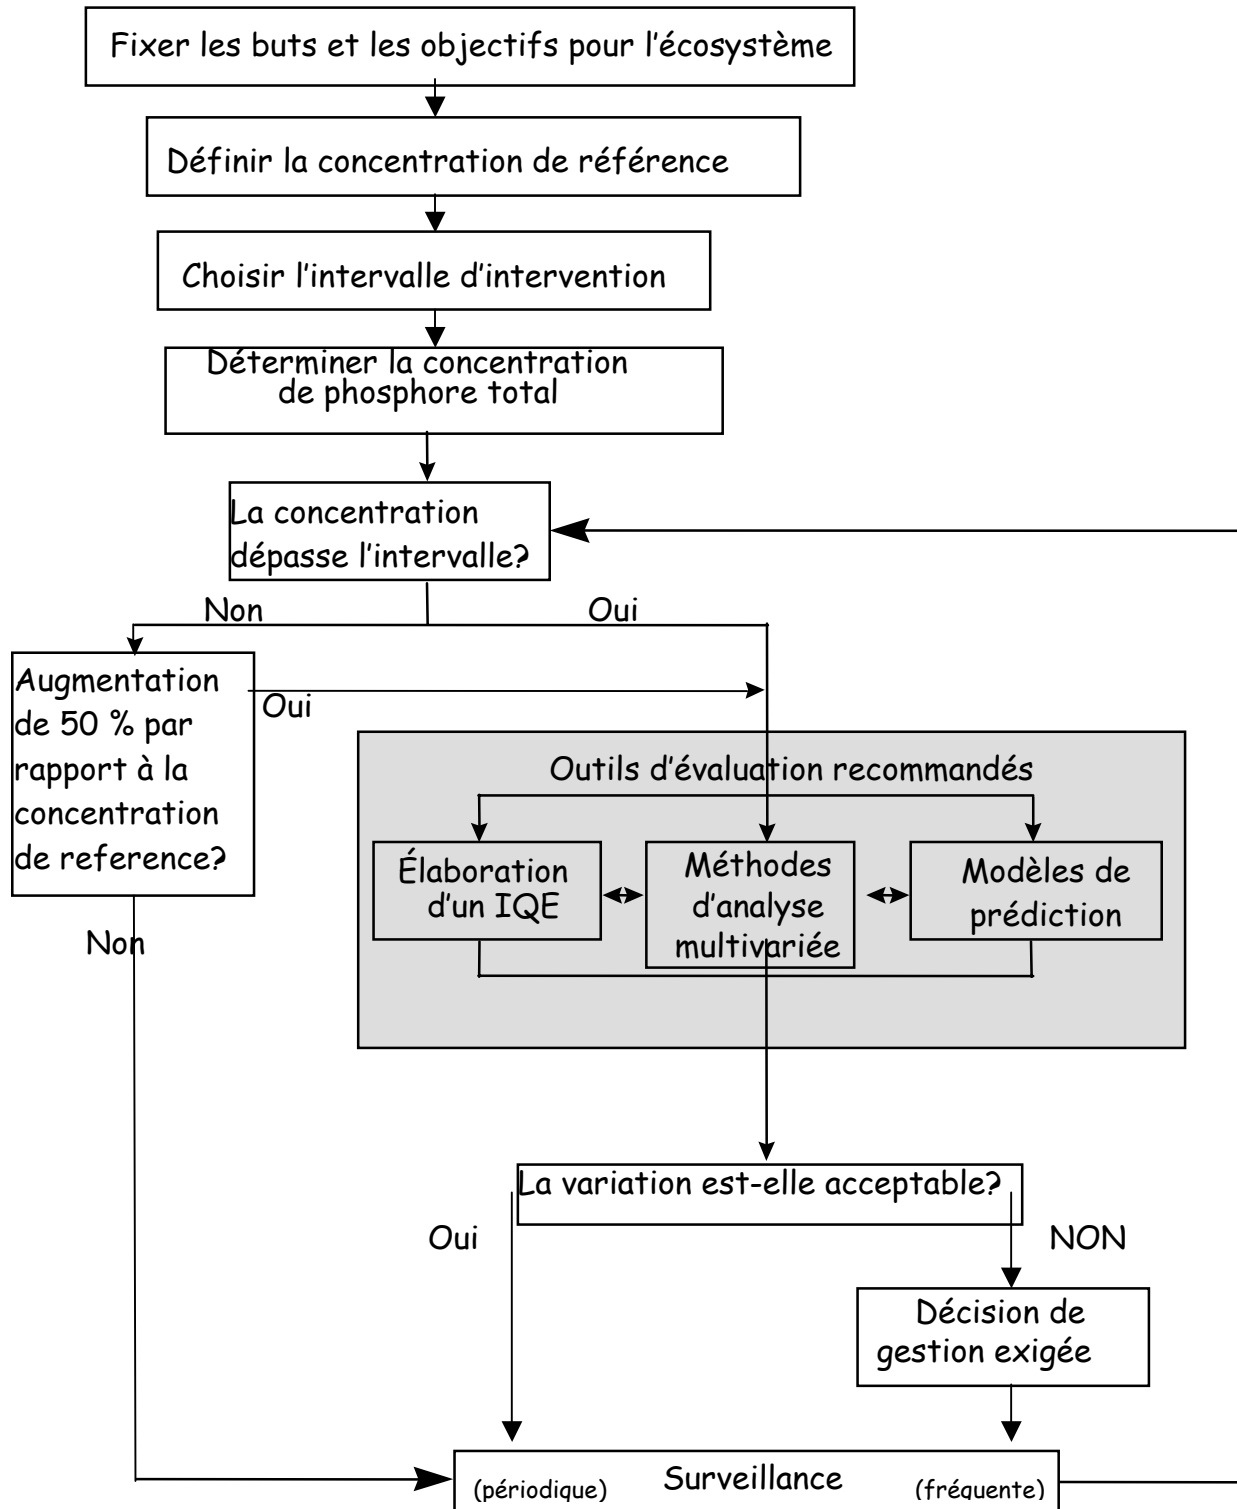 Fixer les buts et les objectifs pour l'écosystème
Définir la concentration de référence
Choisir l'intervalle d'intervention
Déterminer la concentration
de phosphore total
La concentration
dépasse l'intervalle?
Non
Oui
Augmentation
de 50 % par
rapport à la
concentration
de reference?
Oui
Non
Outils d'évaluation recommandés
Élaboration
d'un IQE
Méthodes
d'analyse
multivariée
Modèles de
prédiction
La variation est-elle acceptable?
Oui
NON
Décision de
gestion exigée
(périodique) Surveillance (fréquente)